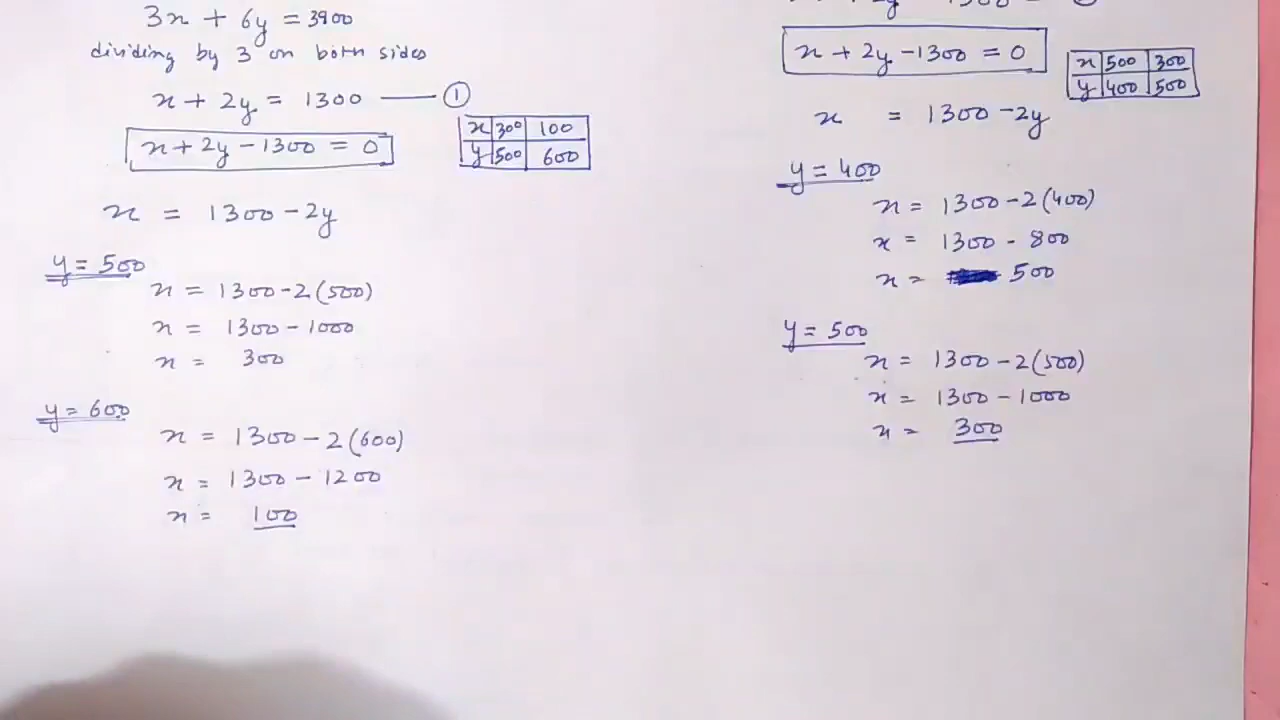 3x + 6y = 3900
dividing by 3 on both sides
x + 2y = 1300 —— ①
x + 2y - 1300 = 0
x 300 100
y 500 600
x = 1300 - 2y
y = 500
x = 1300 - 2(500)
x = 1300 - 1000
x = 300
y = 600
x = 1300 - 2(600)
x = 1300 - 1200
x = 100
x + 2y - 1300 = 0
x 500 300
y 400 500
x = 1300 - 2y
y = 400
x = 1300 - 2(400)
x = 1300 - 800
x = 500
y = 500
x = 1300 - 2(500)
x = 1300 - 1000
x = 300